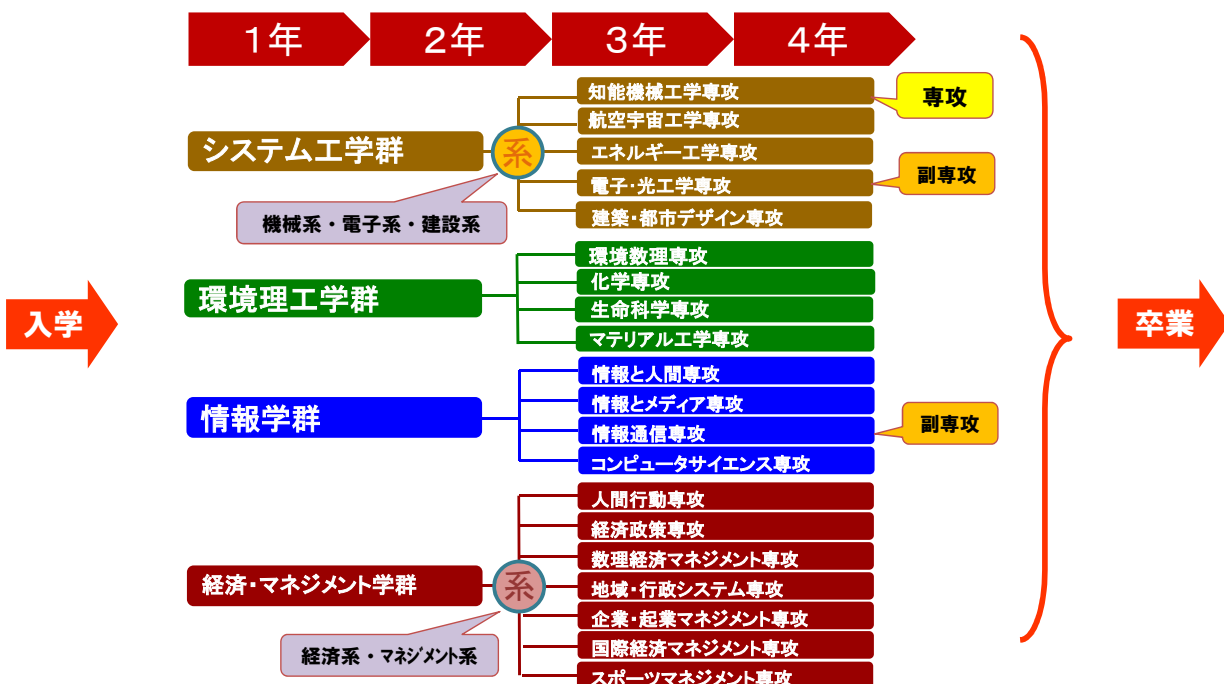 1年
2年
3年
4年
知能機械工学専攻
専攻
航空宇宙工学専攻
システム工学群
系
エネルギー工学専攻
電子・光工学専攻
副専攻
建築・都市デザイン専攻
機械系・電子系・建設系
環境数理専攻
化学専攻
環境理工学群
生命科学専攻
マテリアル工学専攻
入学
卒業
情報と人間専攻
情報とメディア専攻
情報学群
情報通信専攻
副専攻
コンピュータサイエンス専攻
人間行動専攻
経済政策専攻
数理経済マネジメント専攻
経済・マネジメント学群
系
地域・行政システム専攻
企業・起業マネジメント専攻
国際経済マネジメント専攻
経済系・マネジメント系
スポーツマネジメント専攻